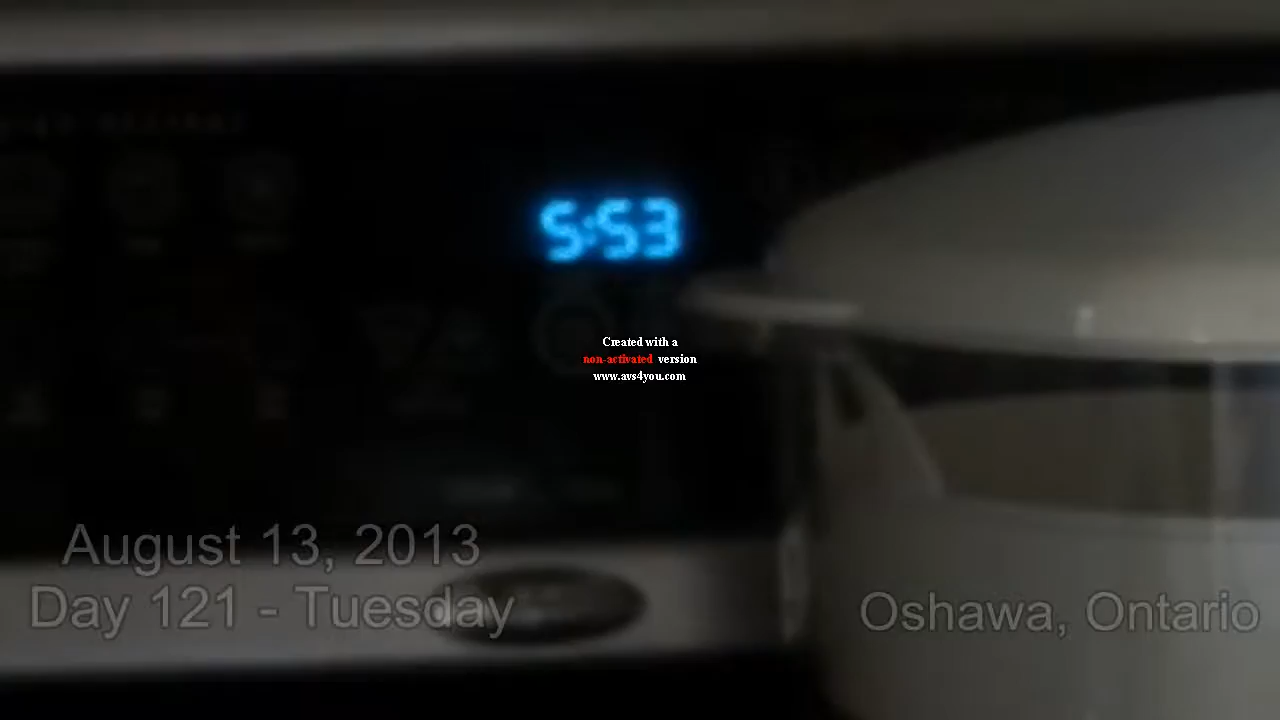 5:53
Created with a
non-activated version
www.avs4you.com
August 13, 2013
Day 121 - Tuesday
Oshawa, Ontario